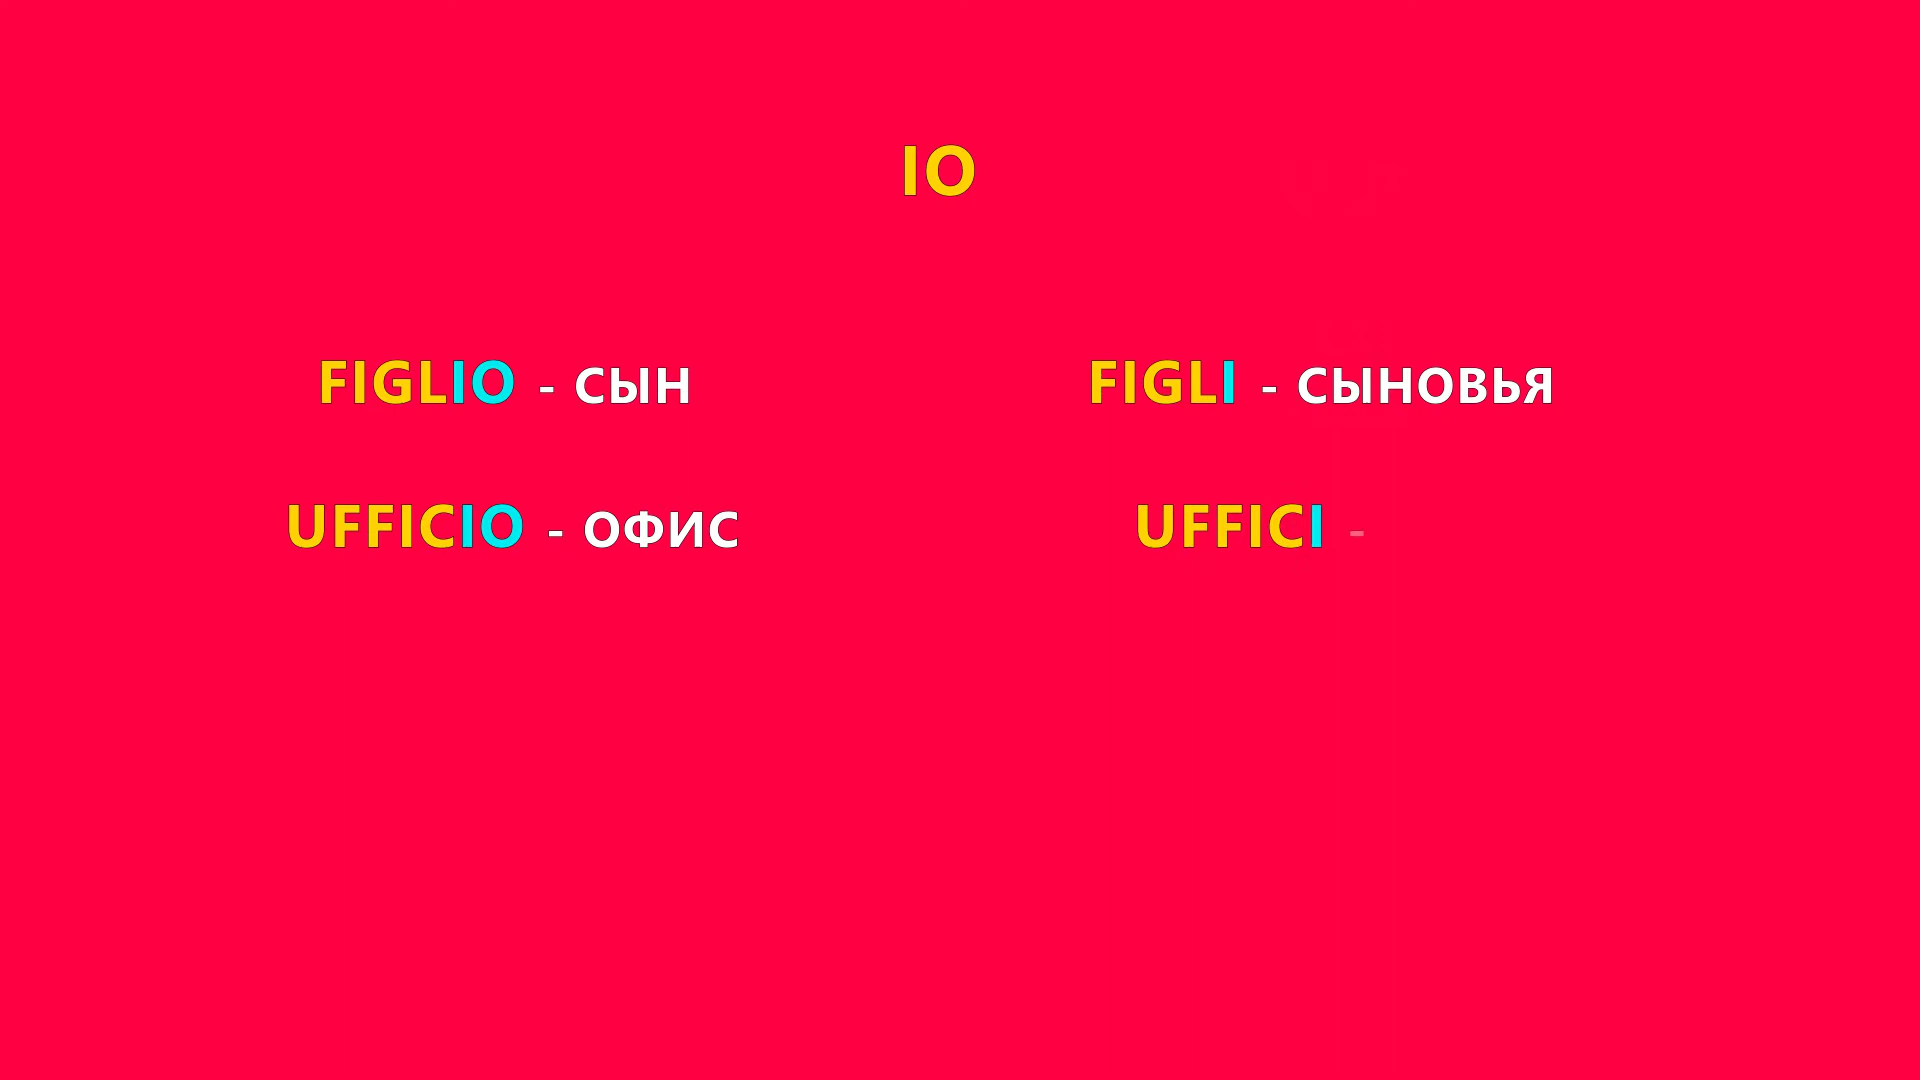 IO
FIGLIO - СЫН
FIGLI - СЫНОВЬЯ
UFFICIO - ОФИС
UFFICI -